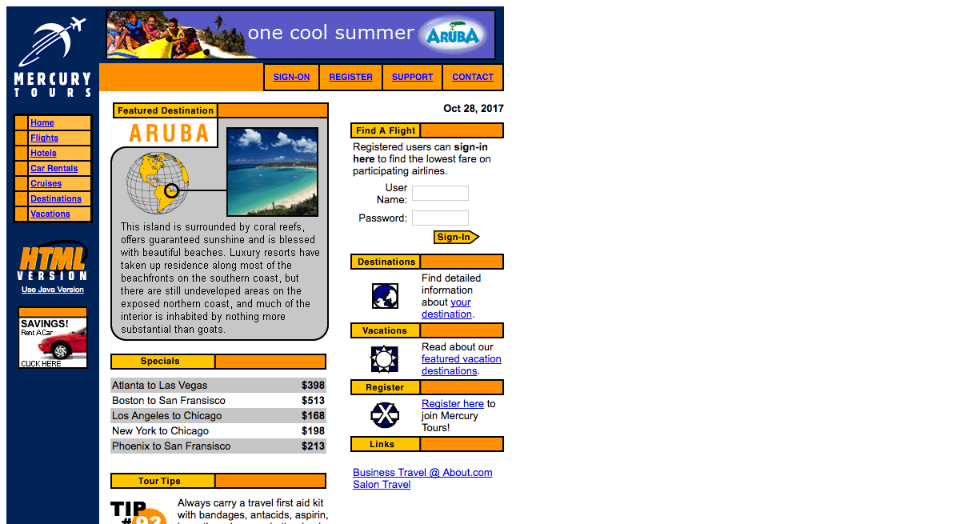 one cool summer ARUBA
MERCURY
TOURS
SIGN-ON REGISTER SUPPORT CONTACT
Home
Flights
Hotels
Car Rentals
Cruises
Destinations
Vacations
HTML
VERSION
Use Java Version
SAVINGS!
Rent A Car
CLICK HERE
Featured Destination
ARUBA
This island is surrounded by coral reefs,
offers guaranteed sunshine and is blessed
with beautiful beaches. Luxury resorts have
taken up residence along most of the
beachfronts on the southern coast, but
there are still undeveloped areas on the
exposed northern coast, and much of the
interior is inhabited by nothing more
substantial than goats.
Specials
Atlanta to Las Vegas $398
Boston to San Fransisco $513
Los Angeles to Chicago $168
New York to Chicago $198
Phoenix to San Fransisco $213
Tour Tips
TIP
#93
Always carry a travel first aid kit
with bandages, antacids, aspirin,
Oct 28, 2017
Find A Flight
Registered users can sign-in
here to find the lowest fare on
participating airlines.
User
Name:
Password:
Sign-In
Destinations
Find detailed
information
about your
destination.
Vacations
Read about our
featured vacation
destinations.
Register
Register here to
join Mercury
Tours!
Links
Business Travel @ About.com
Salon Travel